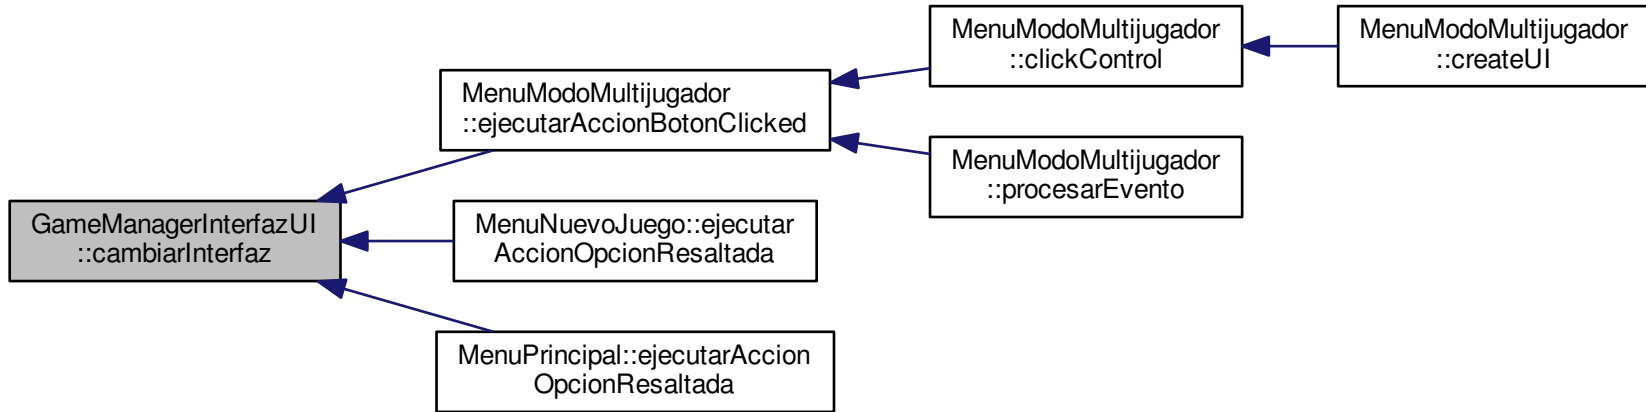 MenuModoMultijugador
::clickControl
MenuModoMultijugador
::createUI
MenuModoMultijugador
::ejecutarAccionBotonClicked
MenuModoMultijugador
::procesarEvento
GameManagerInterfazUI
::cambiarInterfaz
MenuNuevoJuego::ejecutar
AccionOpcionResaltada
MenuPrincipal::ejecutarAccion
OpcionResaltada